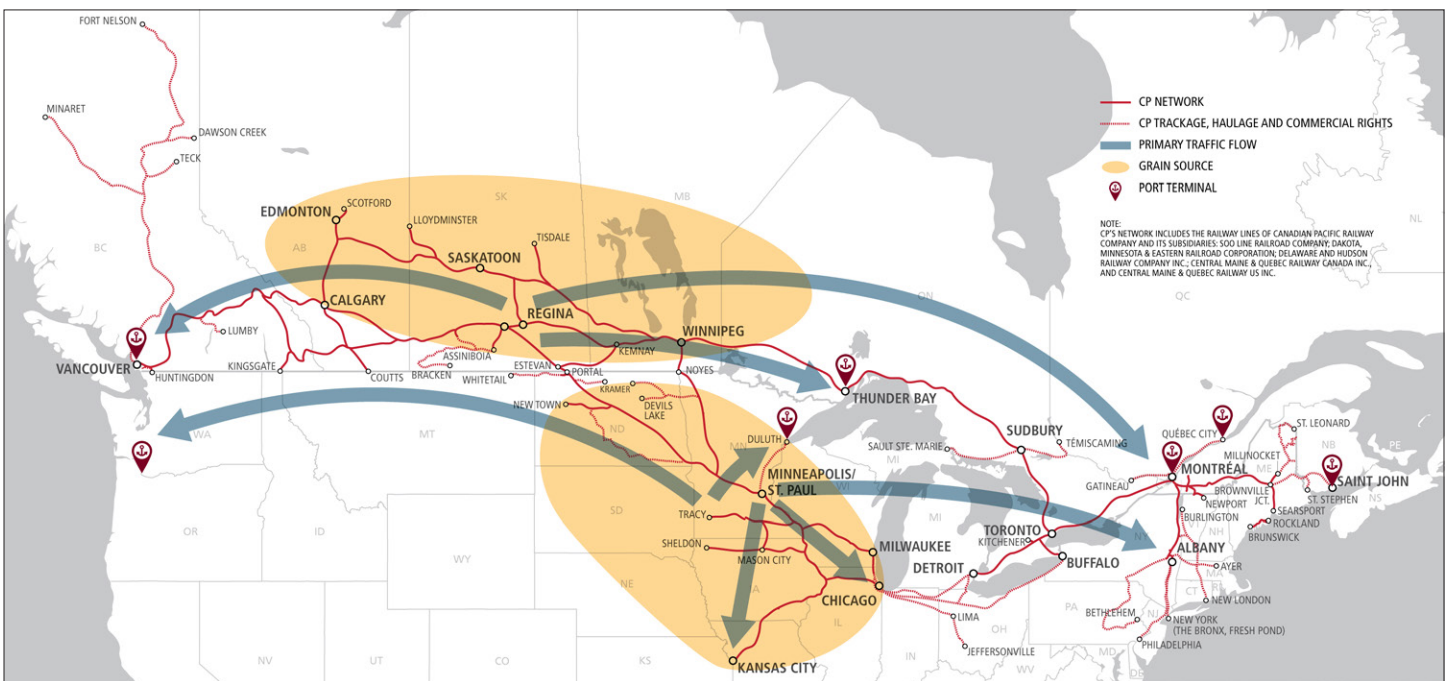 FORT NELSON
MINARET
DAWSON CREEK
TECK
BC
CP NETWORK
CP TRACKAGE, HAULAGE AND COMMERCIAL RIGHTS
PRIMARY TRAFFIC FLOW
GRAIN SOURCE
PORT TERMINAL
NOTE:
CP'S NETWORK INCLUDES THE RAILWAY LINES OF CANADIAN PACIFIC RAILWAY
COMPANY AND ITS SUBSIDIARIES: SOO LINE RAILROAD COMPANY; DAKOTA,
MINNESOTA & EASTERN RAILROAD CORPORATION; DELAWARE AND HUDSON
RAILWAY COMPANY INC.; CENTRAL MAINE & QUEBEC RAILWAY CANADA INC.,
AND CENTRAL MAINE & QUEBEC RAILWAY US INC.
NL
QC
ON
SK
MB
AB
EDMONTON
SCOTFORD
LLOYDMINSTER
TISDALE
SASKATOON
CALGARY
REGINA
WINNIPEG
LUMBY
VANCOUVER
HUNTINGDON
KINGSGATE
COUTTS
ASSINIBOIA
BRACKEN
ESTEVAN
WHITETAIL
PORTAL
KEMNAY
NOYES
KRAMER
NEW TOWN
DEVILS
LAKE
THUNDER BAY
DULUTH
SUDBURY
SAULT STE. MARIE
TÉMISCAMING
QUÉBEC CITY
ST. LEONARD
NB
PE
MILLINOCKET
ME
MONTRÉAL
GATINEAU
SAINT JOHN
BROWNVILLE
JCT.
ST. STEPHEN
NS
NEWPORT
SEARSPORT
BURLINGTON
ROCKLAND
VT
NH
BRUNSWICK
WA
MT
ND
MN
WI
MI
MI
OR
ID
WY
SD
MINNEAPOLIS/
ST. PAUL
TRACY
SHELDON
MASON CITY
MILWAUKEE
DETROIT
TORONTO
KITCHENER
BUFFALO
NY
ALBANY
AYER
MA
CT
RI
NEW LONDON
CHICAGO
NE
IA
IL
LIMA
OH
JEFFERSONVILLE
PA
BETHLEHEM
NJ
NEW YORK
(THE BRONX, FRESH POND)
PHILADELPHIA
NV
UT
CO
KS
KANSAS CITY
IN
WV
MD
DE